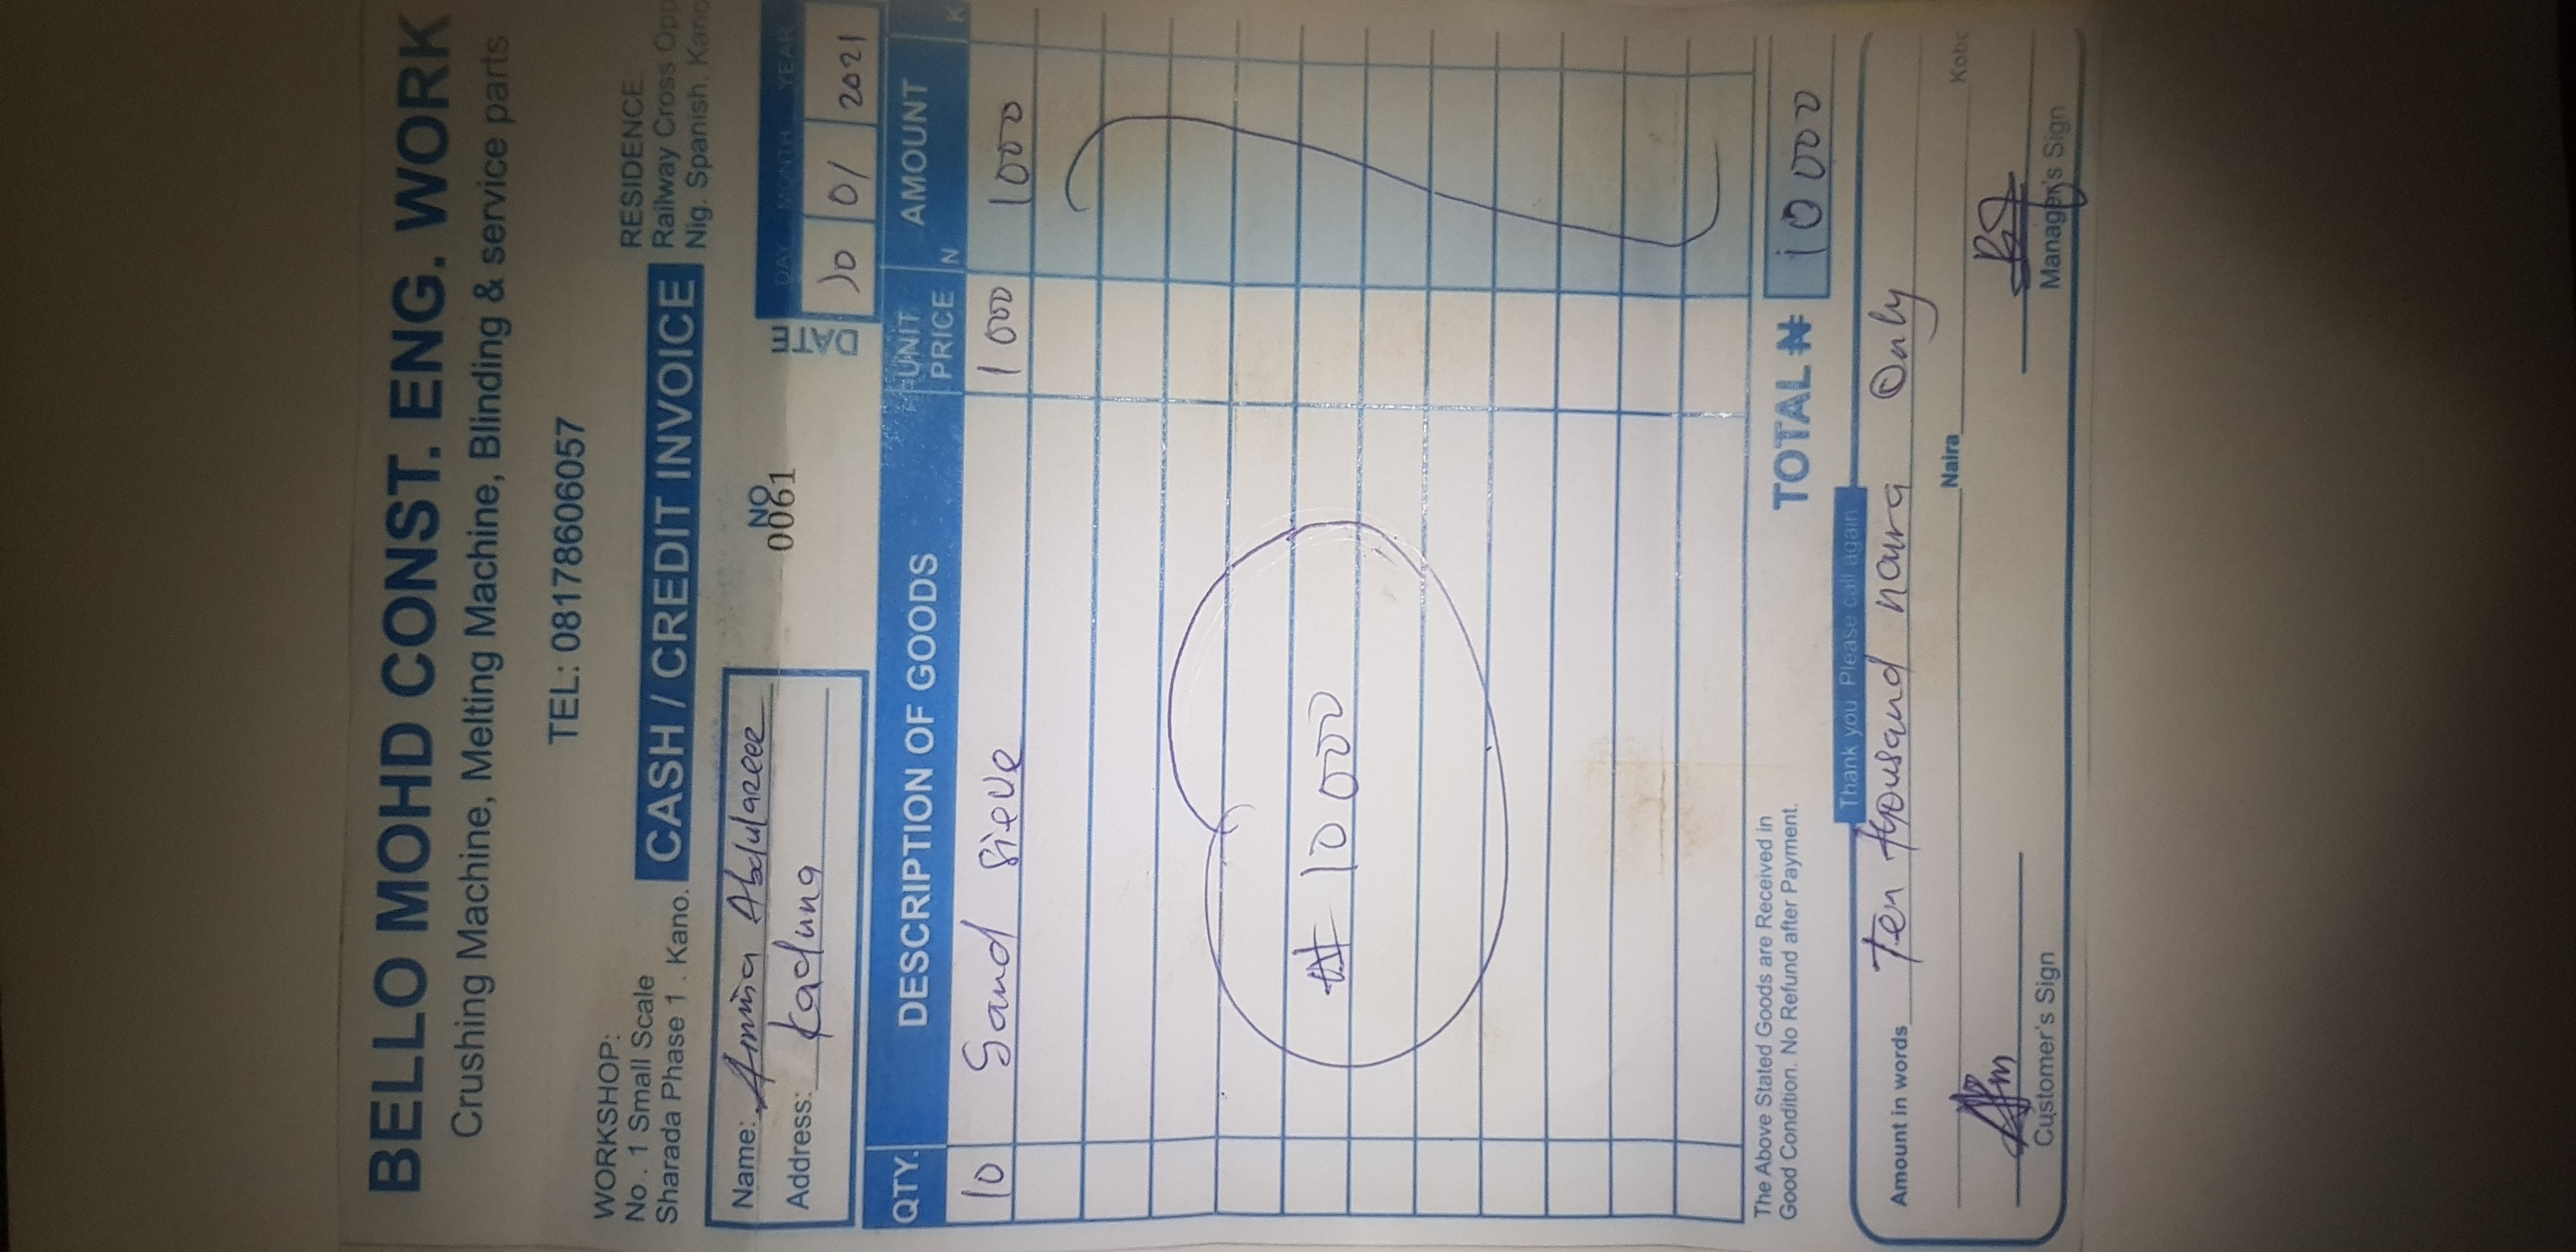 BELLO MOHD CONST. ENG. WORK
Crushing Machine, Melting Machine, Blinding & service parts
TEL: 08178606057
WORKSHOP:
No. 1 Small Scale
Sharada Phase 1. Kano.
RESIDENCE
Railway Cross Opp
Nig. Spanish, Kano
CASH / CREDIT INVOICE
Name: Amina Abdulazeee
Address: Kaduna
NO
0061
DATE
DAY MONTH YEAR
10 01 2021
QTY. DESCRIPTION OF GOODS UNIT PRICE AMOUNT
N K
10 Sand Sieve 1000 1000
₦ 10000
The Above Stated Goods are Received in
Good Condition. No Refund after Payment.
TOTAL ₦ 10000
Thank you Please call again
Amount in words Ten thousand naira Only
Naira Kobo
Customer's Sign Manager's Sign